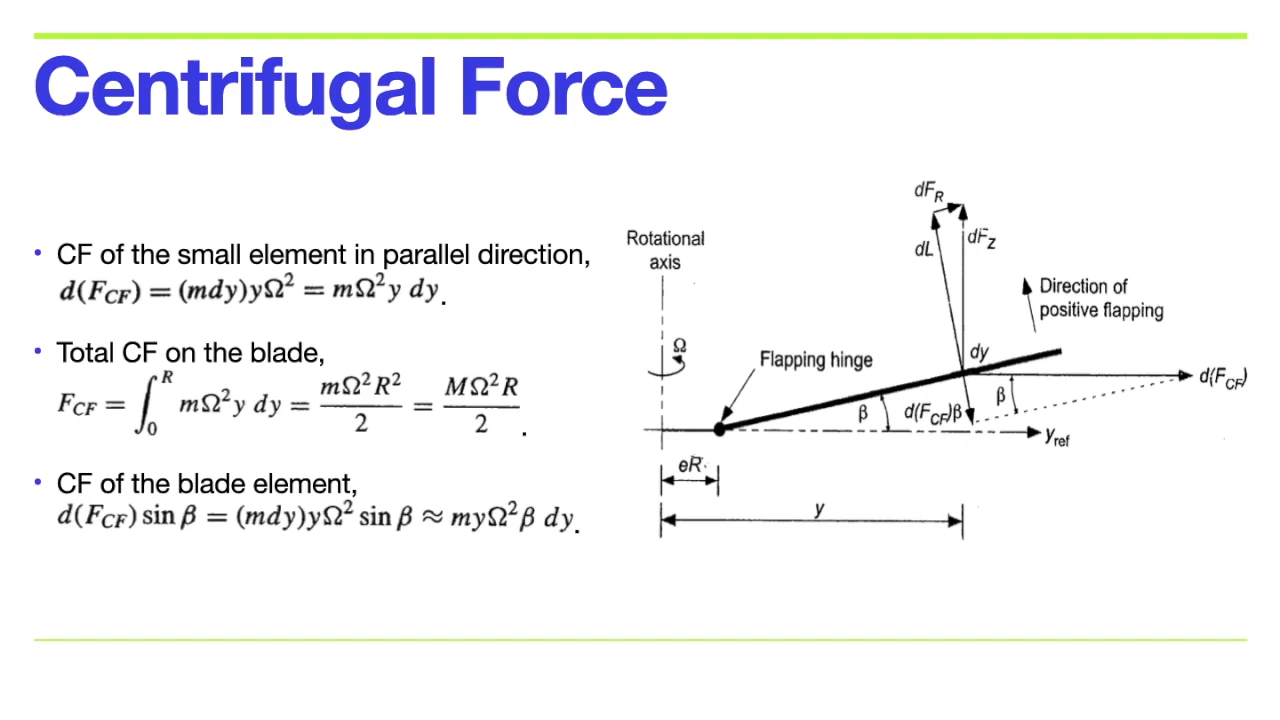 Centrifugal Force
• CF of the small element in parallel direction,
d(F_CF) = (mdy)yΩ² = mΩ²y dy.
• Total CF on the blade,
F_CF = ∫₀ᴿ mΩ²y dy = mΩ²R²/2 = MΩ²R/2.
• CF of the blade element,
d(F_CF) sin β = (mdy)yΩ² sin β ≈ myΩ²β dy.
dF_R
Rotational
axis
dL
dF_Z
Direction of
positive flapping
Ω
Flapping hinge
dy
d(F_CF)
β
d(F_CF)β
β
y_ref
eR
y